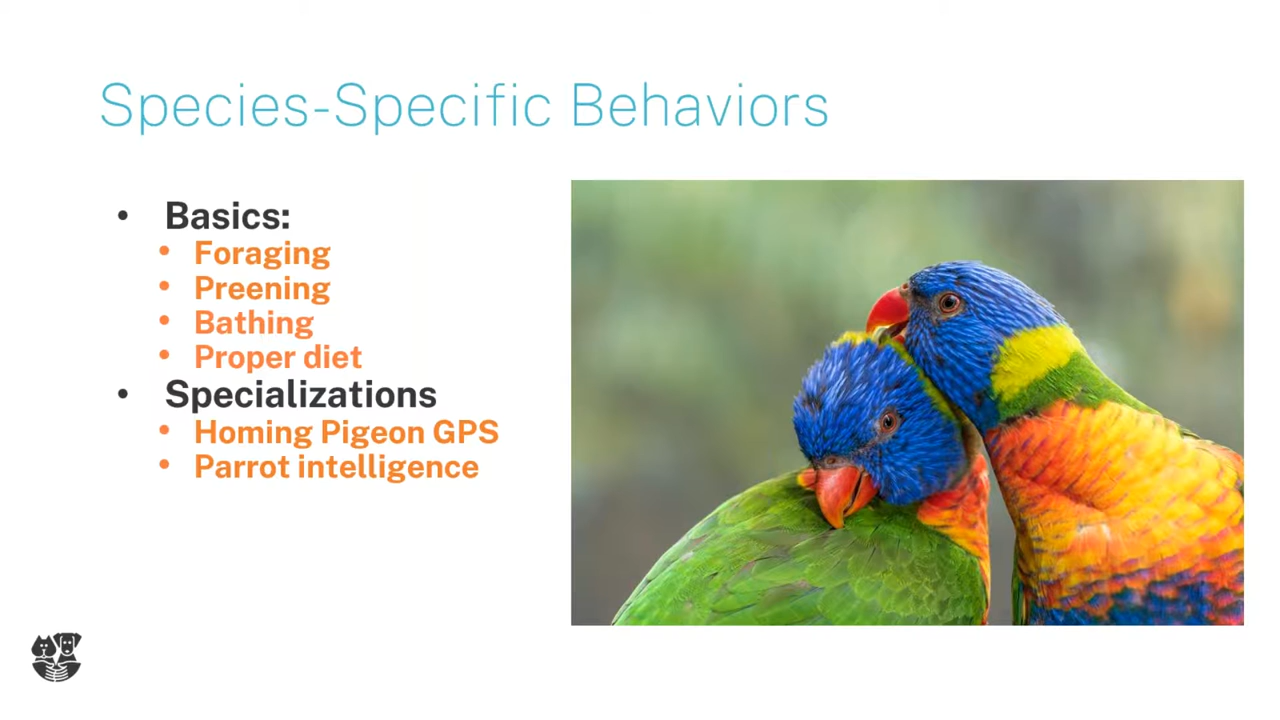 Species-Specific Behaviors
• Basics:
• Foraging
• Preening
• Bathing
• Proper diet
• Specializations
• Homing Pigeon GPS
• Parrot intelligence